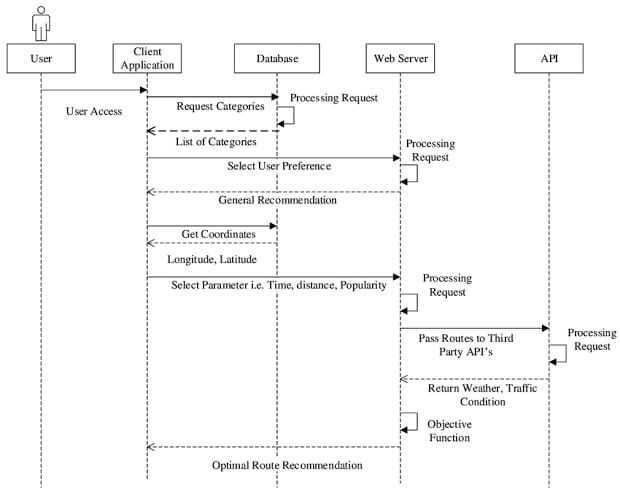 User
Client
Application
Database
Web Server
API
User Access
Request Categories
Processing Request
List of Categories
Select User Preference
Processing
Request
General Recommendation
Get Coordinates
Longitude, Latitude
Select Parameter i.e. Time, distance, Popularity
Processing
Request
Pass Routes to Third
Party API's
Processing
Request
Return Weather, Traffic
Condition
Objective
Function
Optimal Route Recommendation